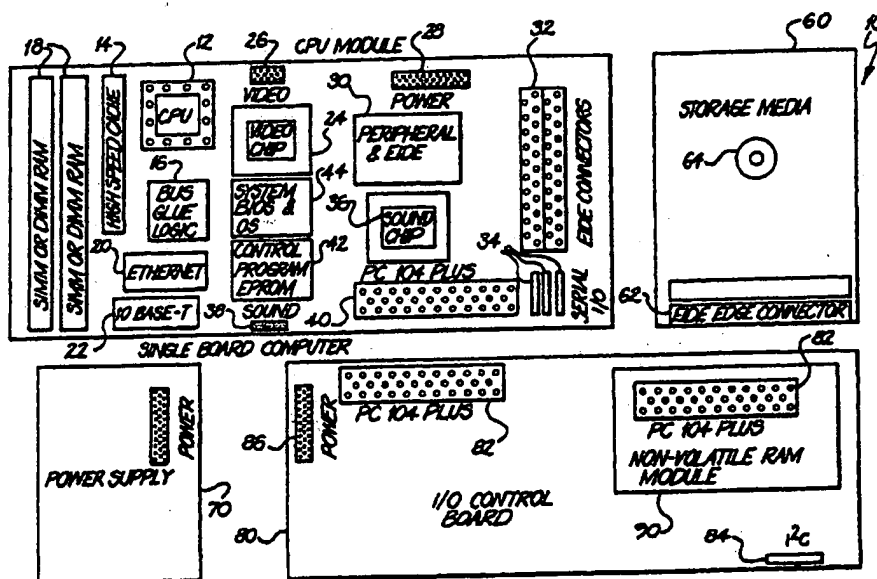 60
10
18
14
12
26
CPU MODULE
28
32
VIDEO
POWER
30
CPU
VIDEO
CHIP
24
PERIPHERAL
& EIDE
STORAGE MEDIA
64
SIMM OR DIMM RAM
SIMM OR DIMM RAM
HIGH SPEED CACHE
16
BUS
GLUE
LOGIC
SYSTEM
BIOS &
OS
44
36
SOUND
CHIP
EIDE CONNECTORS
20
ETHERNET
CONTROL
PROGRAM
EPROM
42
34
PC 104 PLUS
22
10 BASE-T
38
SOUND
40
SERIAL
I/O
62
EIDE EDGE CONNECTOR
SINGLE BOARD COMPUTER
POWER
POWER SUPPLY
70
86
POWER
PC 104 PLUS
82
82
PC 104 PLUS
NON-VOLATILE RAM
MODULE
I/O CONTROL
BOARD
80
90
84
I²C